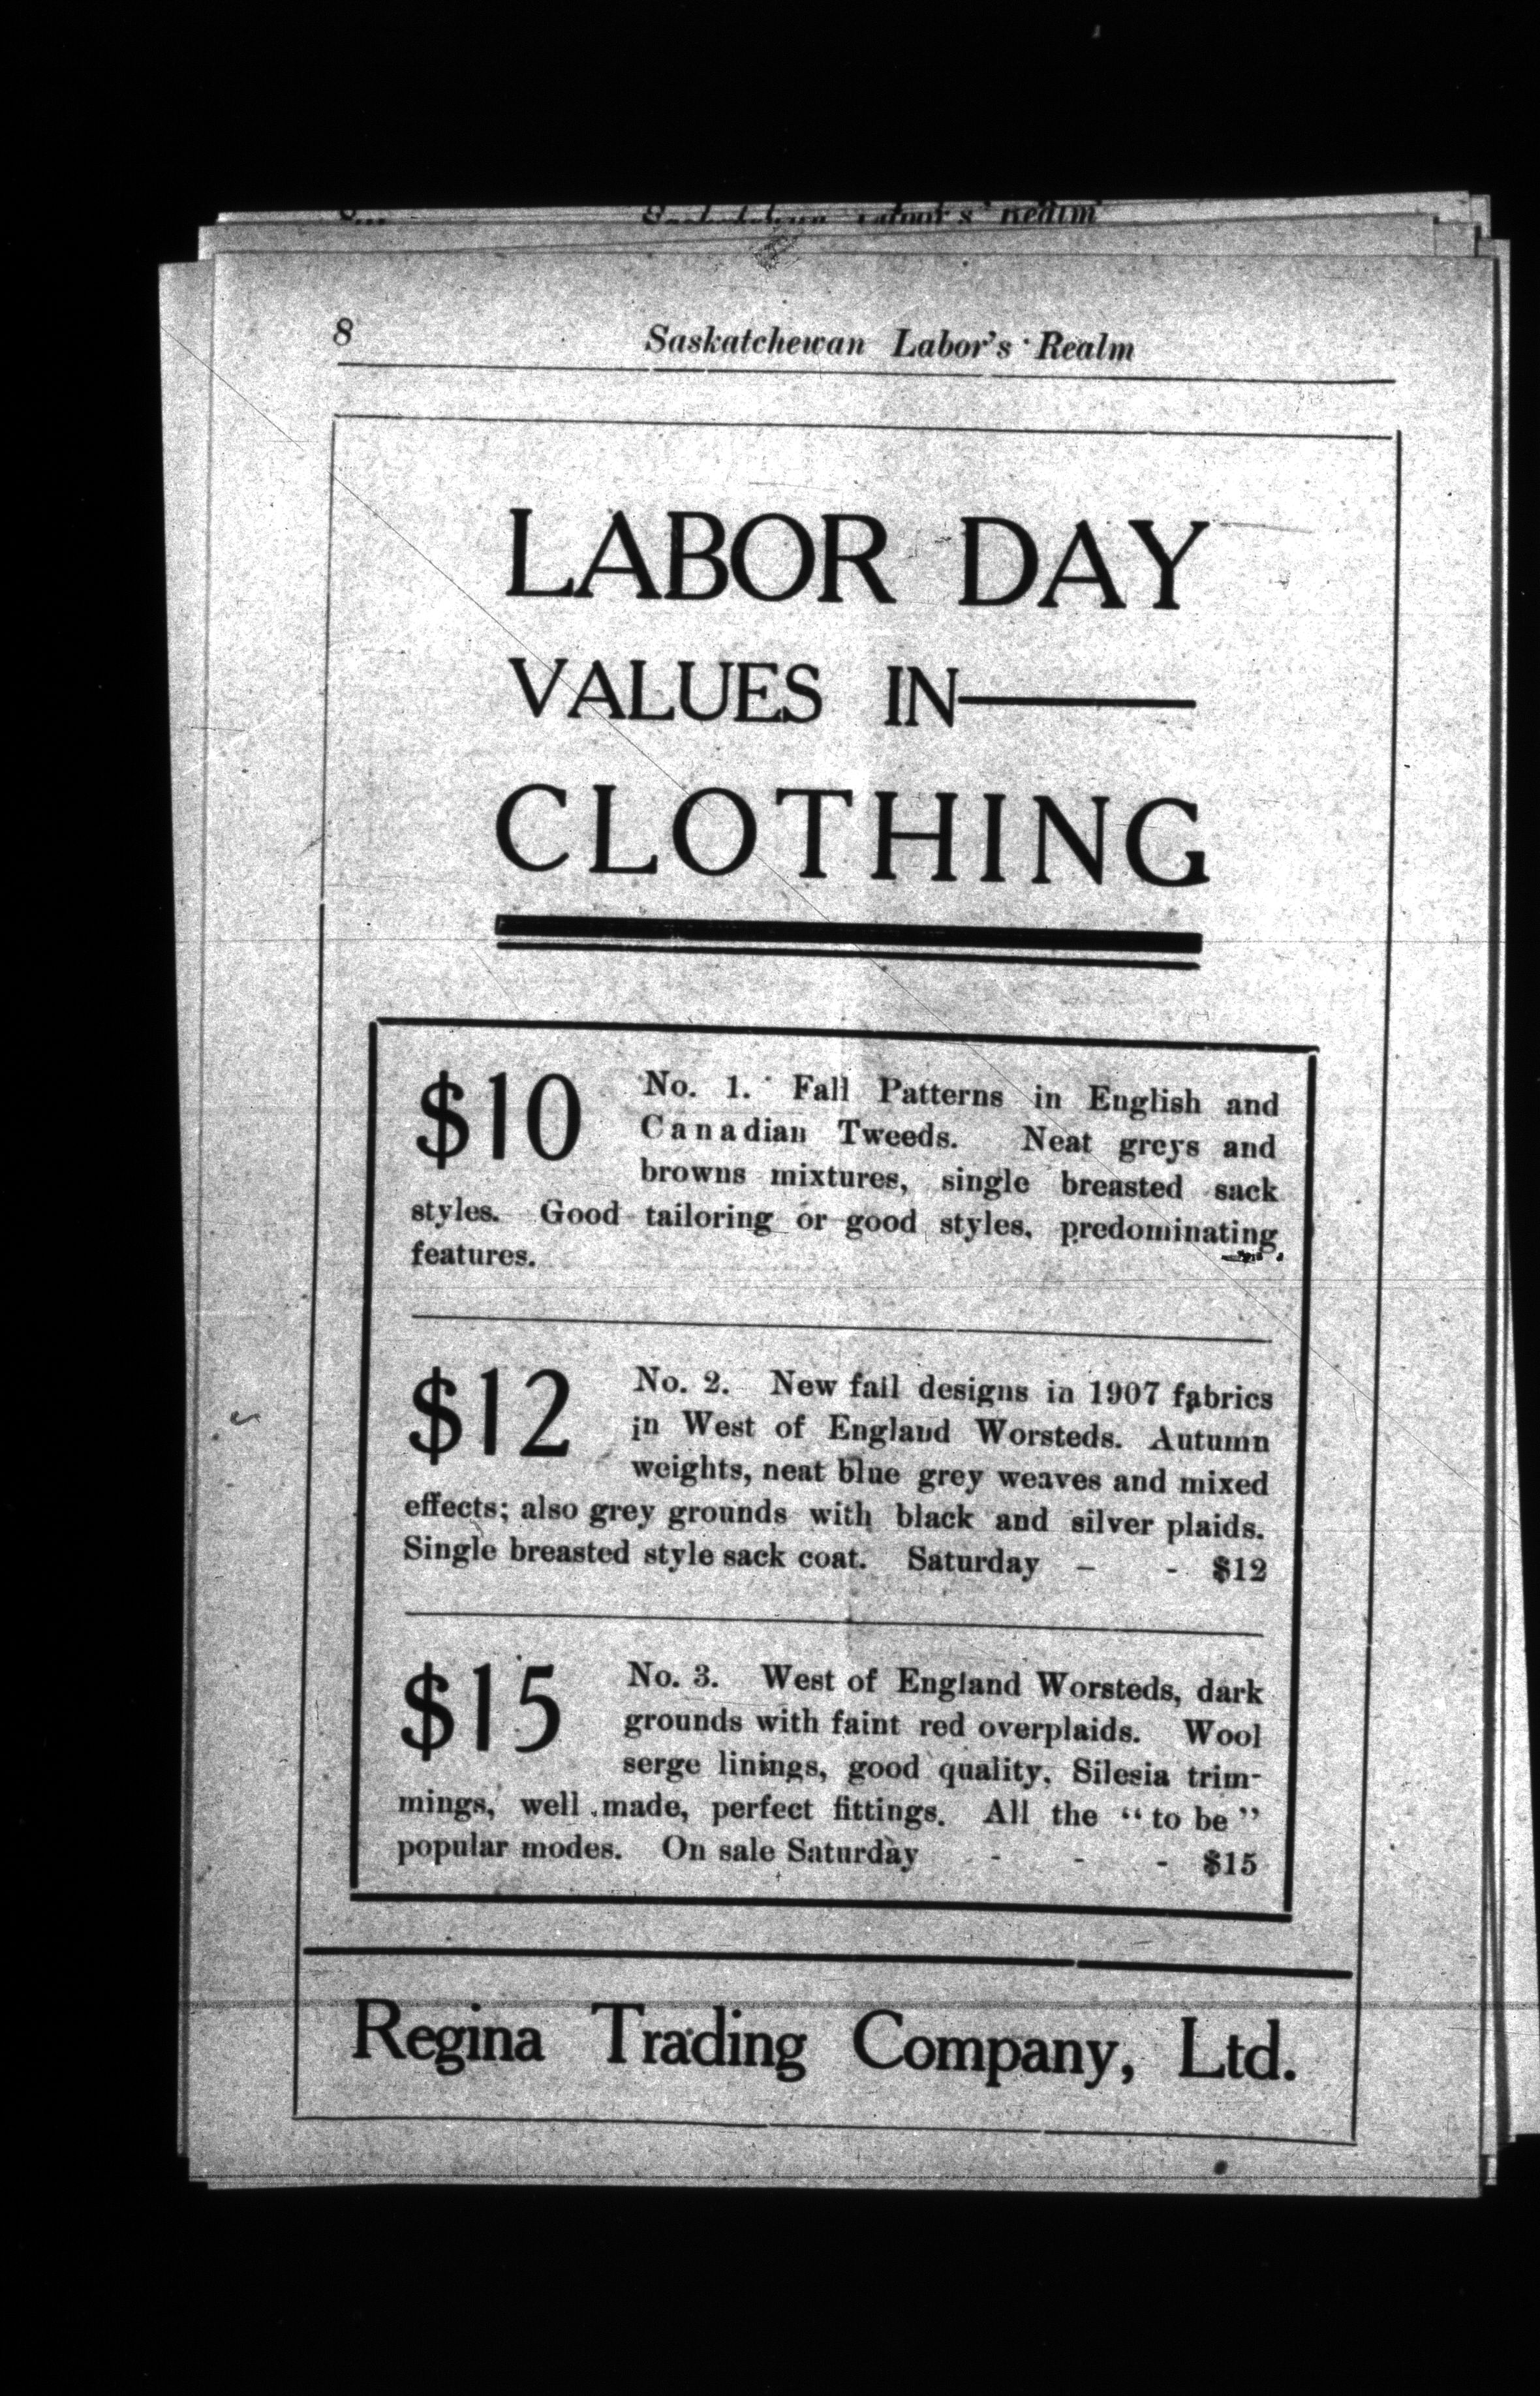 8
Saskatchewan Labor's Realm
LABOR DAY
VALUES IN——
CLOTHING
$10 No. 1. Fall Patterns in English and
Canadian Tweeds. Neat greys and
browns mixtures, single breasted sack
styles. Good tailoring or good styles, predominating
features.
$12 No. 2. New fall designs in 1907 fabrics
in West of England Worsteds. Autumn
weights, neat blue grey weaves and mixed
effects; also grey grounds with black and silver plaids.
Single breasted style sack coat. Saturday - - $12
$15 No. 3. West of England Worsteds, dark
grounds with faint red overplaids. Wool
serge linings, good quality, Silesia trim-
mings, well made, perfect fittings. All the “to be”
popular modes. On sale Saturday - - - $15
Regina Trading Company, Ltd.